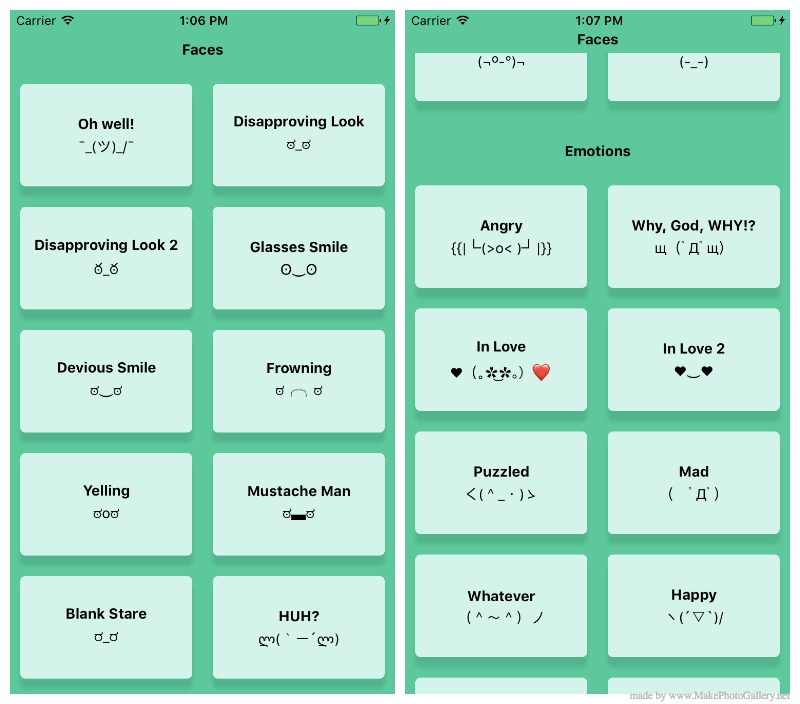 Carrier 1:06 PM
Faces
Oh well!
¯_(ツ)_/¯
Disapproving Look
ಠ_ಠ
Disapproving Look 2
ಠ_ಠ
Glasses Smile
ʘ‿ʘ
Devious Smile
ಠ‿ಠ
Frowning
ಠ ╭╮ ಠ
Yelling
ಠoಠ
Mustache Man
ಠ▃ಠ
Blank Stare
ರ_ರ
HUH?
ლ(｀ー´ლ)
Carrier 1:07 PM
Faces
(¬º-°)¬
(-_-)
Emotions
Angry
{{|└(>o< )┘|}}
Why, God, WHY!?
щ（ﾟДﾟщ）
In Love
♥（｡✿‿✿｡）❤️
In Love 2
♥‿♥
Puzzled
く(＾_・)ゝ
Mad
（　ﾟДﾟ）
Whatever
(＾～＾) ノ
Happy
ヽ(´▽`)/
made by www.MakePhotoGallery.net